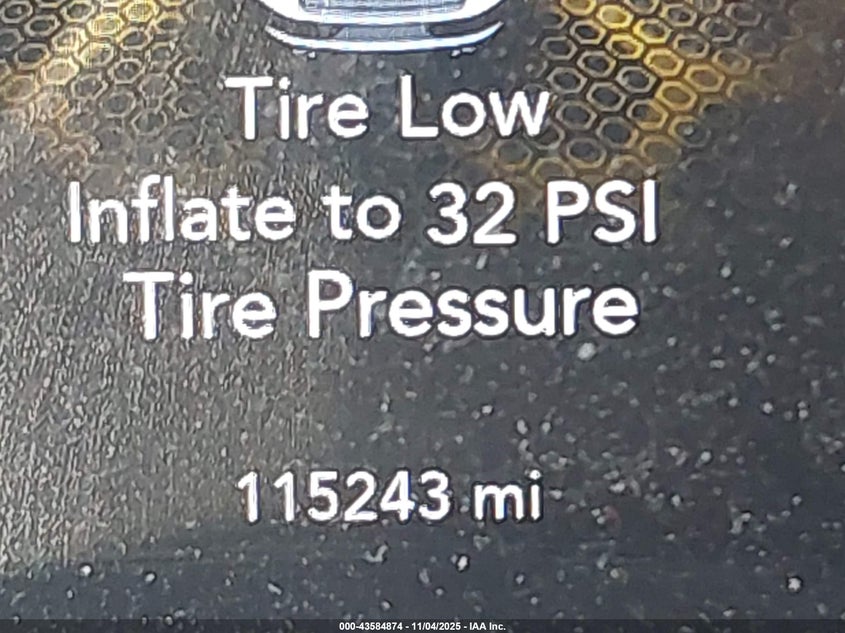 Tire Low
Inflate to 32 PSI
Tire Pressure
115243 mi
000-43584874 - 11/04/2025 - IAA Inc.